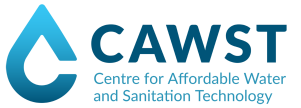 CAWST
Centre for Affordable Water
and Sanitation Technology